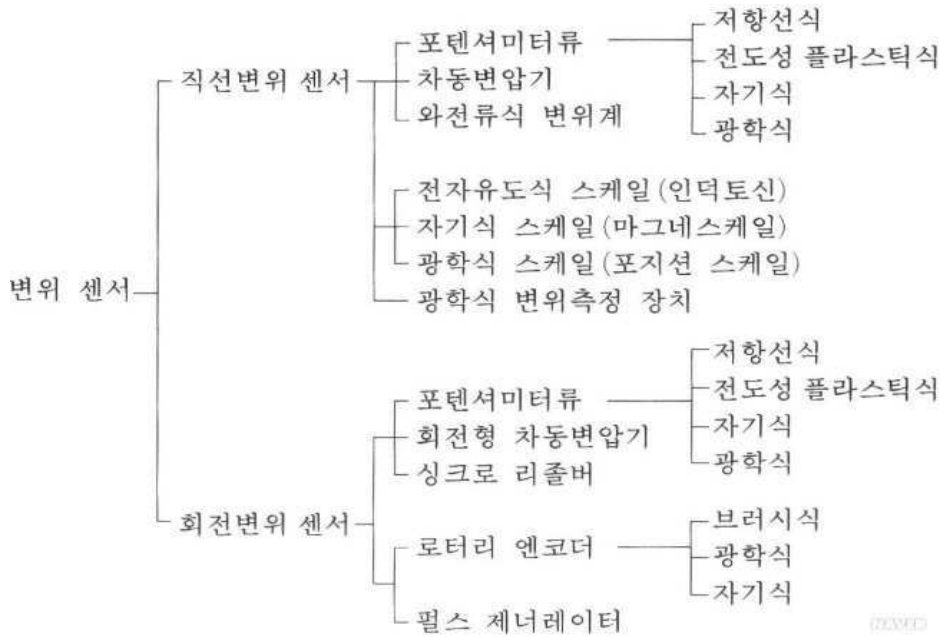 변위 센서
직선변위 센서
포텐셔미터류
저항선식
전도성 플라스틱식
자기식
광학식
차동변압기
와전류식 변위계
전자유도식 스케일(인덕토신)
자기식 스케일(마그네스케일)
광학식 스케일(포지션 스케일)
광학식 변위측정 장치
회전변위 센서
포텐셔미터류
저항선식
전도성 플라스틱식
자기식
광학식
회전형 차동변압기
싱크로 리졸버
로터리 엔코더
브러시식
광학식
자기식
펄스 제너레이터
NAVER